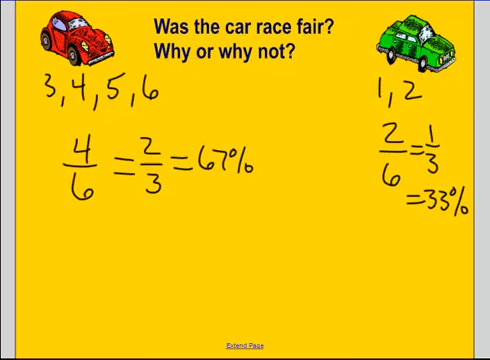 Was the car race fair?
Why or why not?
3, 4, 5, 6
1, 2
4/6 = 2/3 = 67%
2/6 = 1/3
= 33%
Extend Page